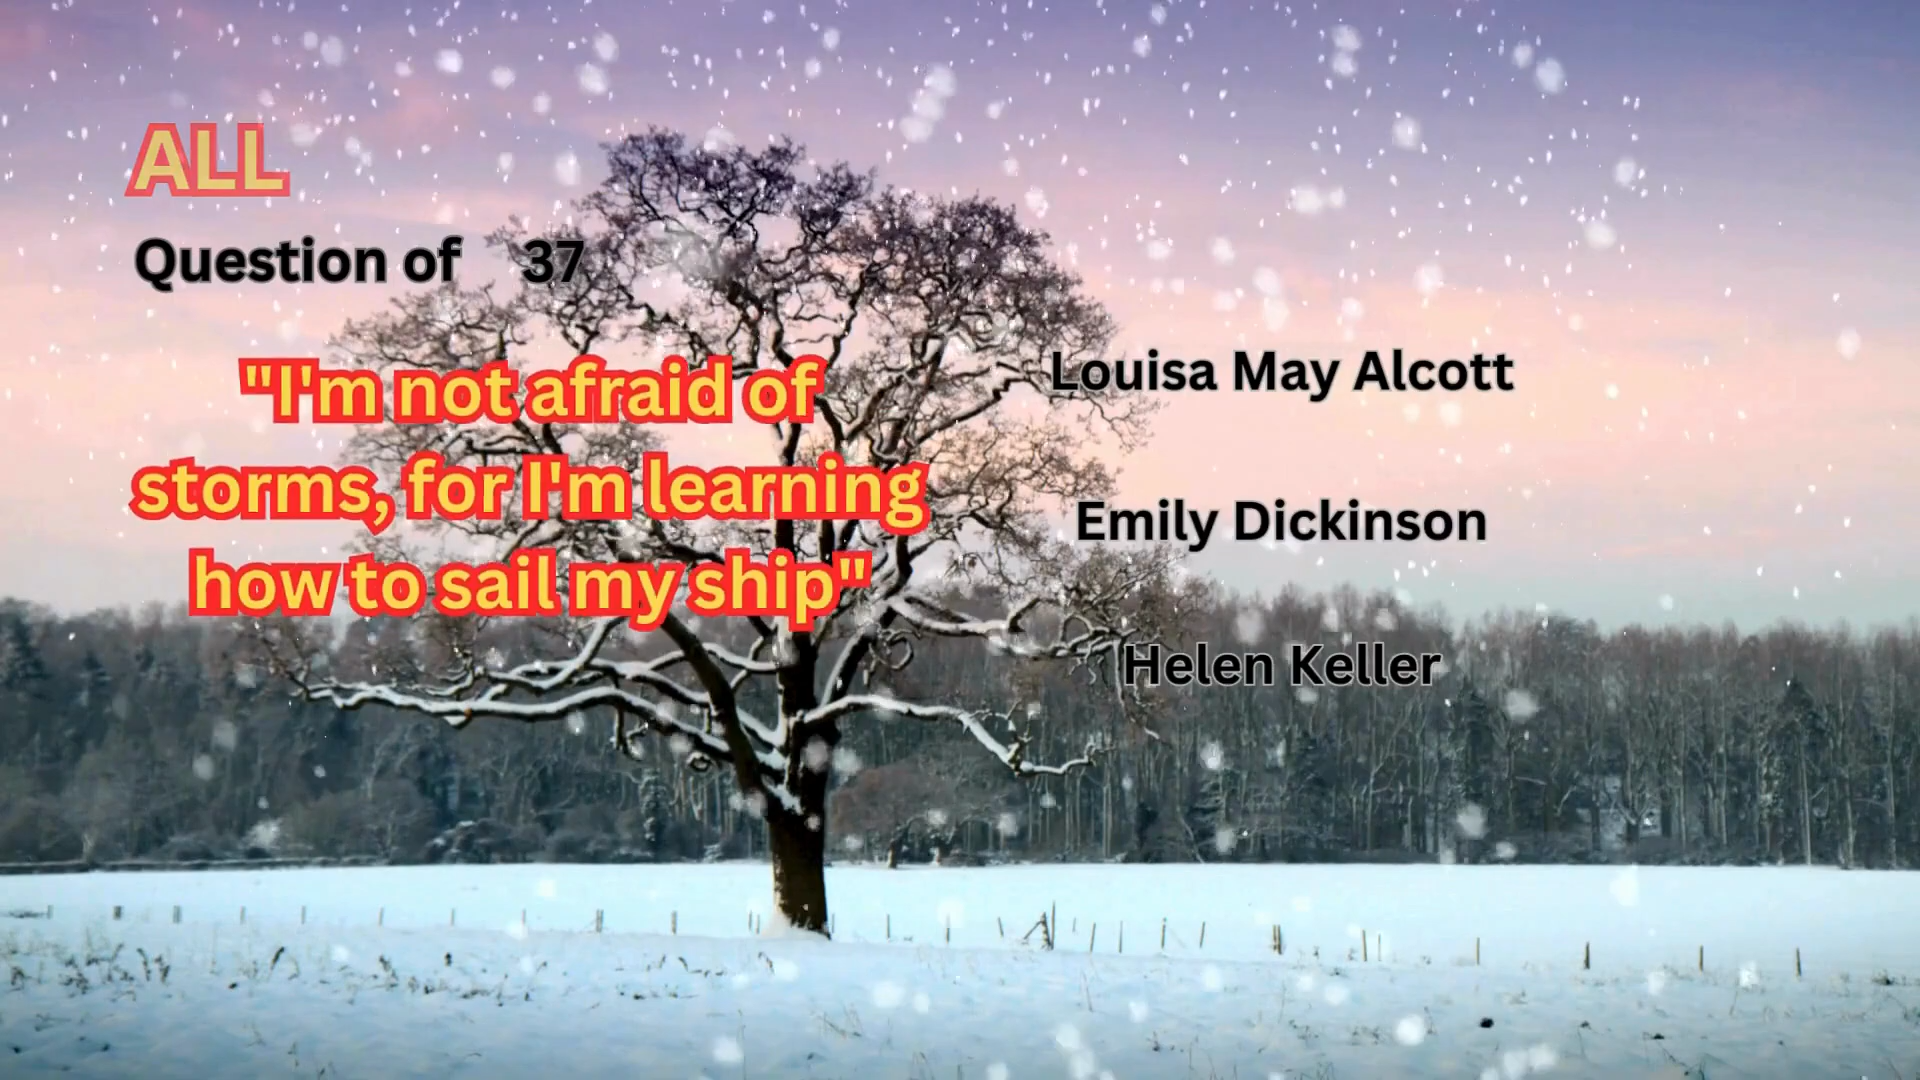 ALL
Question of 37
"I'm not afraid of
storms, for I'm learning
how to sail my ship"
Louisa May Alcott
Emily Dickinson
Helen Keller